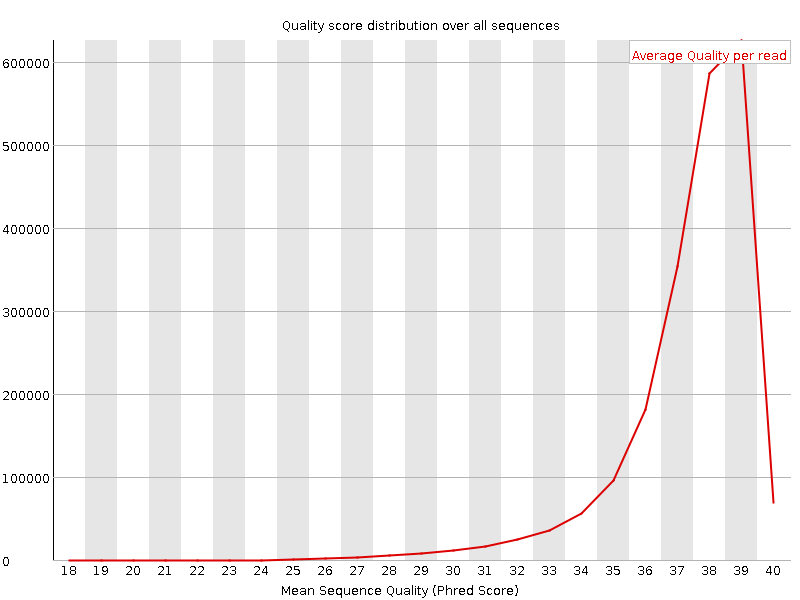 Quality score distribution over all sequences
Average Quality per read
600000
500000
400000
300000
200000
100000
0
18 19 20 21 22 23 24 25 26 27 28 29 30 31 32 33 34 35 36 37 38 39 40
Mean Sequence Quality (Phred Score)